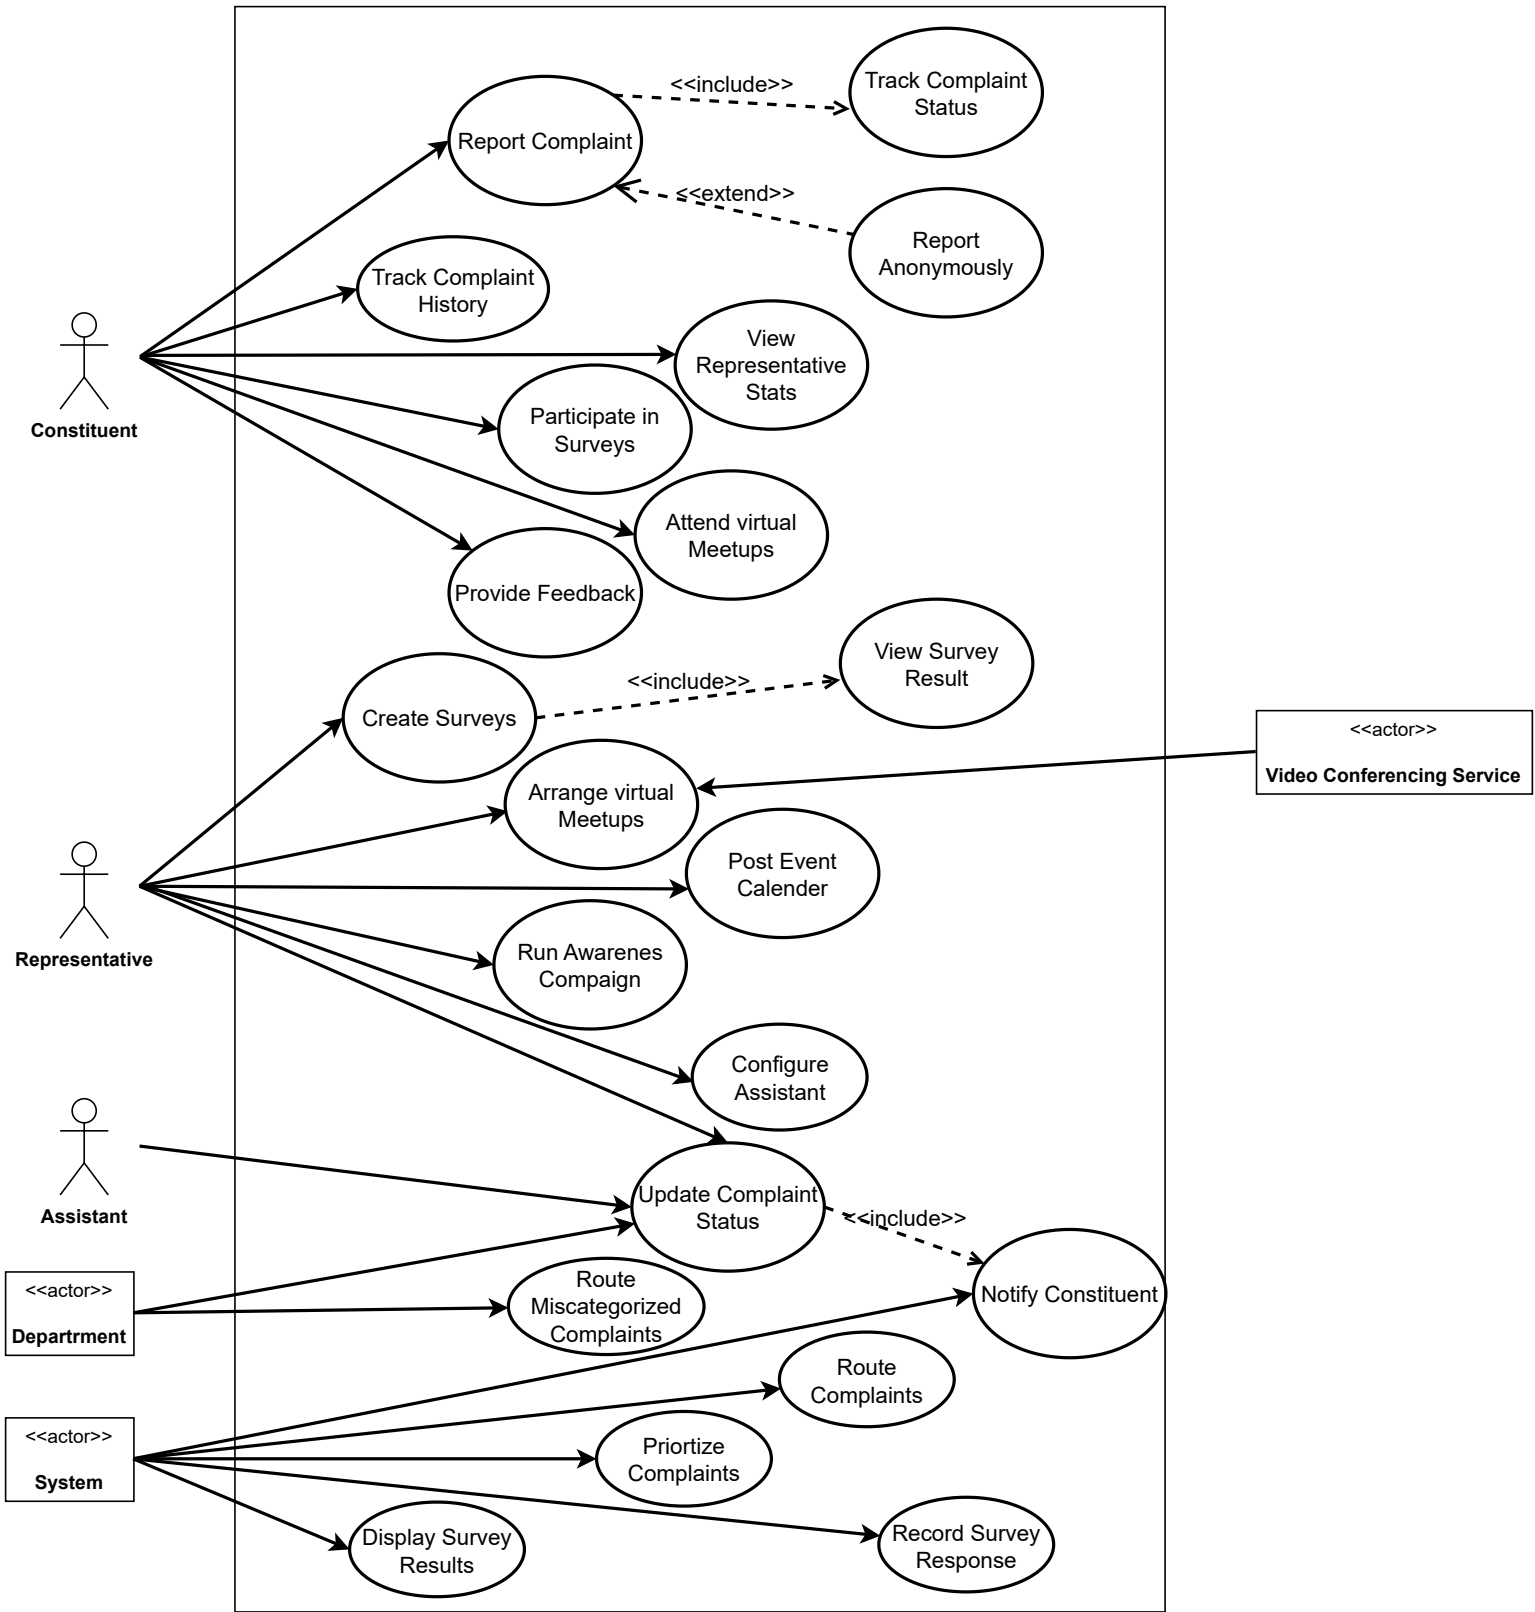 <<include>>
Track Complaint
Status
Report Complaint
<<extend>>
Report
Anonymously
Track Complaint
History
View
Representative
Stats
Constituent
Participate in
Surveys
Attend virtual
Meetups
Provide Feedback
View Survey
Result
<<include>>
Create Surveys
<<actor>>
Video Conferencing Service
Arrange virtual
Meetups
Post Event
Calender
Representative
Run Awarenes
Compaign
Configure
Assistant
Assistant
Update Complaint
Status
<<include>>
<<actor>>
Departrment
Route
Miscategorized
Complaints
Notify Constituent
Route
Complaints
<<actor>>
System
Priortize
Complaints
Display Survey
Results
Record Survey
Response